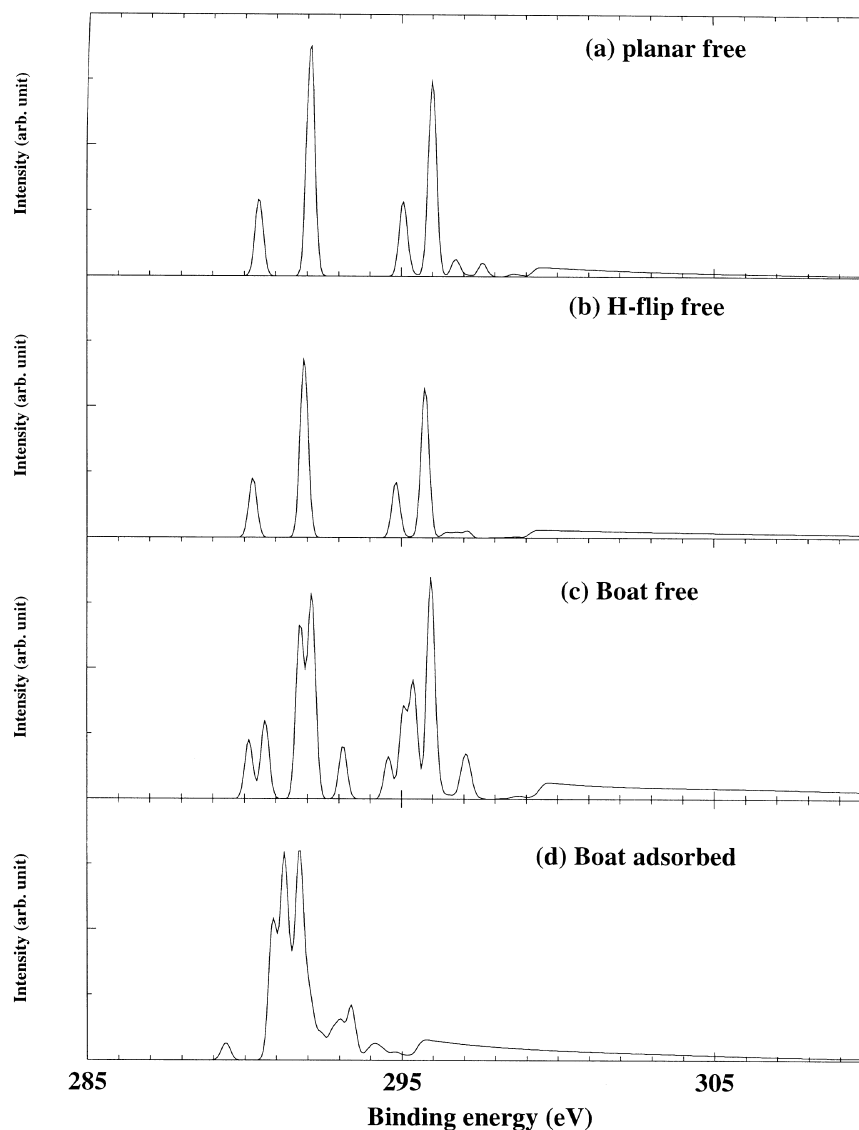 (a) planar free
Intensity (arb. unit)
(b) H-flip free
Intensity (arb. unit)
(c) Boat free
Intensity (arb. unit)
(d) Boat adsorbed
Intensity (arb. unit)
285
295
305
Binding energy (eV)